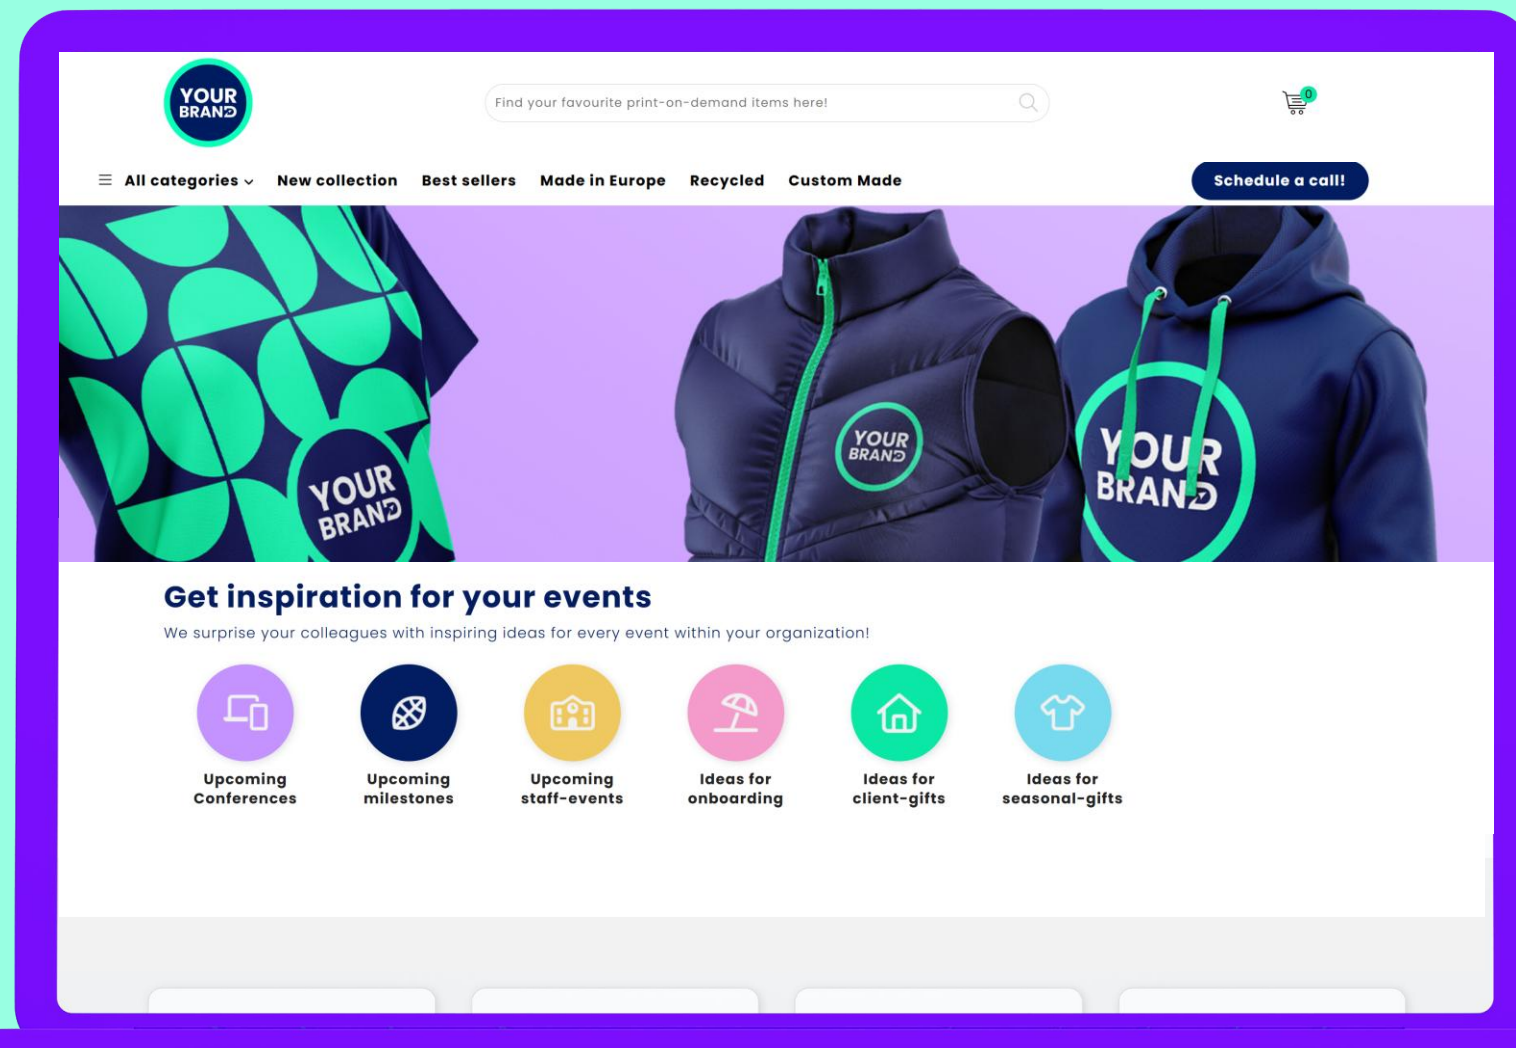 YOUR
BRAND
Find your favourite print-on-demand items here!
0
All categories
New collection
Best sellers
Made in Europe
Recycled
Custom Made
Schedule a call!
YOUR
BRAND
YOUR
BRAND
YOUR
BRAND
Get inspiration for your events
We surprise your colleagues with inspiring ideas for every event within your organization!
Upcoming
Conferences
Upcoming
milestones
Upcoming
staff-events
Ideas for
onboarding
Ideas for
client-gifts
Ideas for
seasonal-gifts